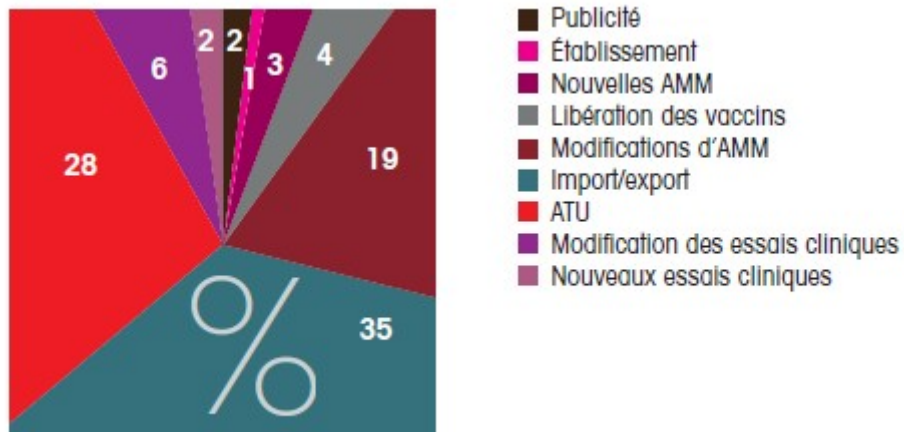 2
2
1
3
4
19
35
28
6
%
Publicité
Établissement
Nouvelles AMM
Libération des vaccins
Modifications d'AMM
Import/export
ATU
Modification des essais cliniques
Nouveaux essais cliniques